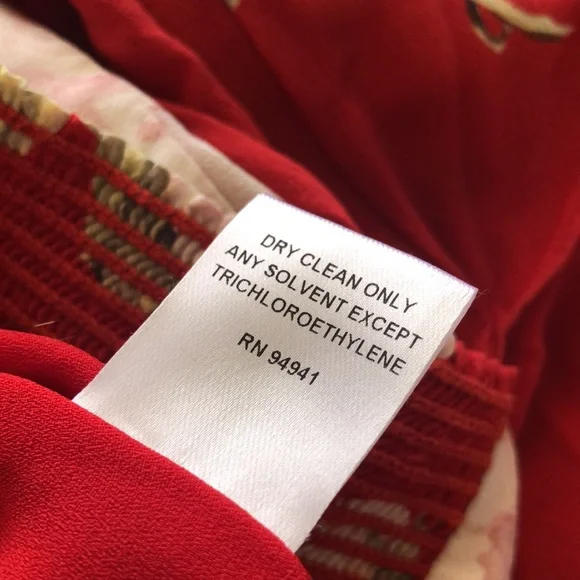 DRY CLEAN ONLY
ANY SOLVENT EXCEPT
TRICHLOROETHYLENE
RN 94941